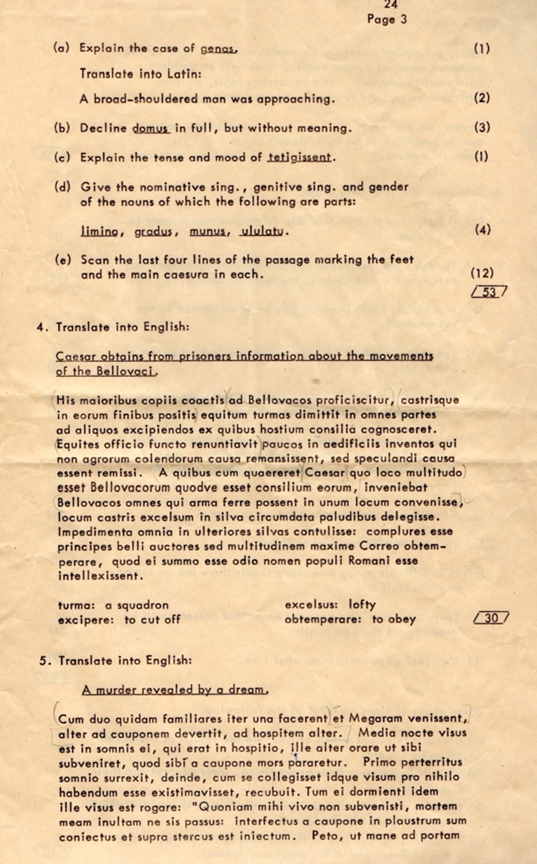 24
Page 3
(a) Explain the case of genas. (1)
Translate into Latin:
A broad-shouldered man was approaching. (2)
(b) Decline domus in full, but without meaning. (3)
(c) Explain the tense and mood of tetigissent. (1)
(d) Give the nominative sing., genitive sing. and gender
of the nouns of which the following are parts:
limina, gradus, munus, ululatu. (4)
(e) Scan the last four lines of the passage marking the feet
and the main caesura in each. (12)
53
4. Translate into English:
Caesar obtains from prisoners information about the movements
of the Bellovaci.
His maioribus copiis coactis ad Bellovacos proficiscitur, castrisque
in eorum finibus positis equitum turmas dimittit in omnes partes
ad aliquos excipiendos ex quibus hostium consilia cognosceret.
Equites officio functo renuntiavit paucos in aedificiis inventos qui
non agrorum colendorum causa remansissent, sed speculandi causa
essent remissi. A quibus cum quaereret Caesar quo loco multitudo
esset Bellovacorum quodve esset consilium eorum, inveniebat
Bellovacos omnes qui arma ferre possent in unum locum convenisse,
locum castris excelsum in silva circumdata paludibus delegisse.
Impedimenta omnia in ulteriores silvas contulisse: complures esse
principes belli auctores sed multitudinem maxime Correo obtem-
perare, quod ei summo esse odio nomen populi Romani esse
intellexissent.
turma: a squadron excelsus: lofty
excipere: to cut off obtemperare: to obey 30
5. Translate into English:
A murder revealed by a dream.
Cum duo quidam familiares iter una facerent et Megaram venissent,
alter ad cauponem devertit, ad hospitem alter. Media nocte visus
est in somnis ei, qui erat in hospitio, ille alter orare ut sibi
subveniret, quod sibi a caupone mors pararetur. Primo perterritus
somnio surrexit, deinde, cum se collegisset idque visum pro nihilo
habendum esse existimavisset, recubuit. Tum ei dormienti idem
ille visus est rogare: "Quoniam mihi vivo non subvenisti, mortem
meam inultam ne sis passus: interfectus a caupone in plaustrum sum
coniectus et supra stercus est iniectum. Peto, ut mane ad portam